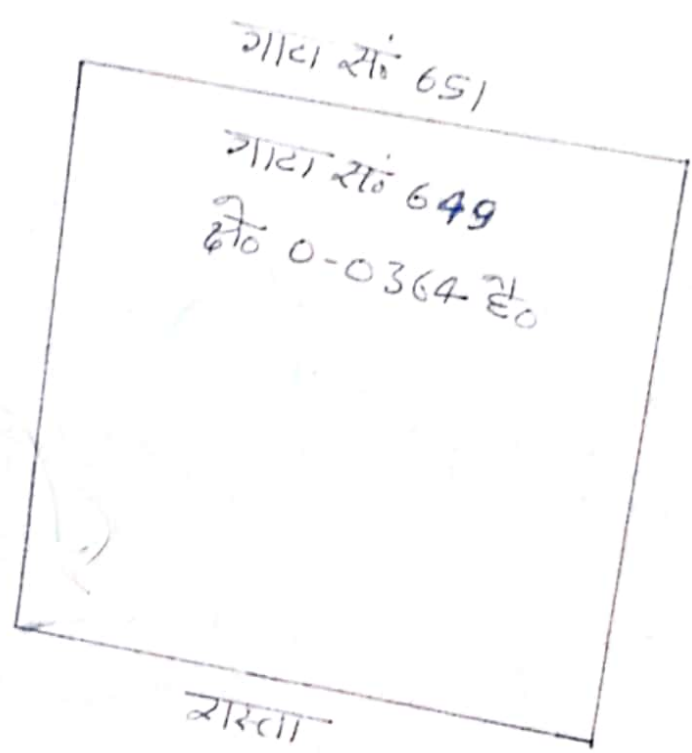 गाटा सं० 651
गाटा सं० 649
क्षे० 0-0364 हे०
रास्ता